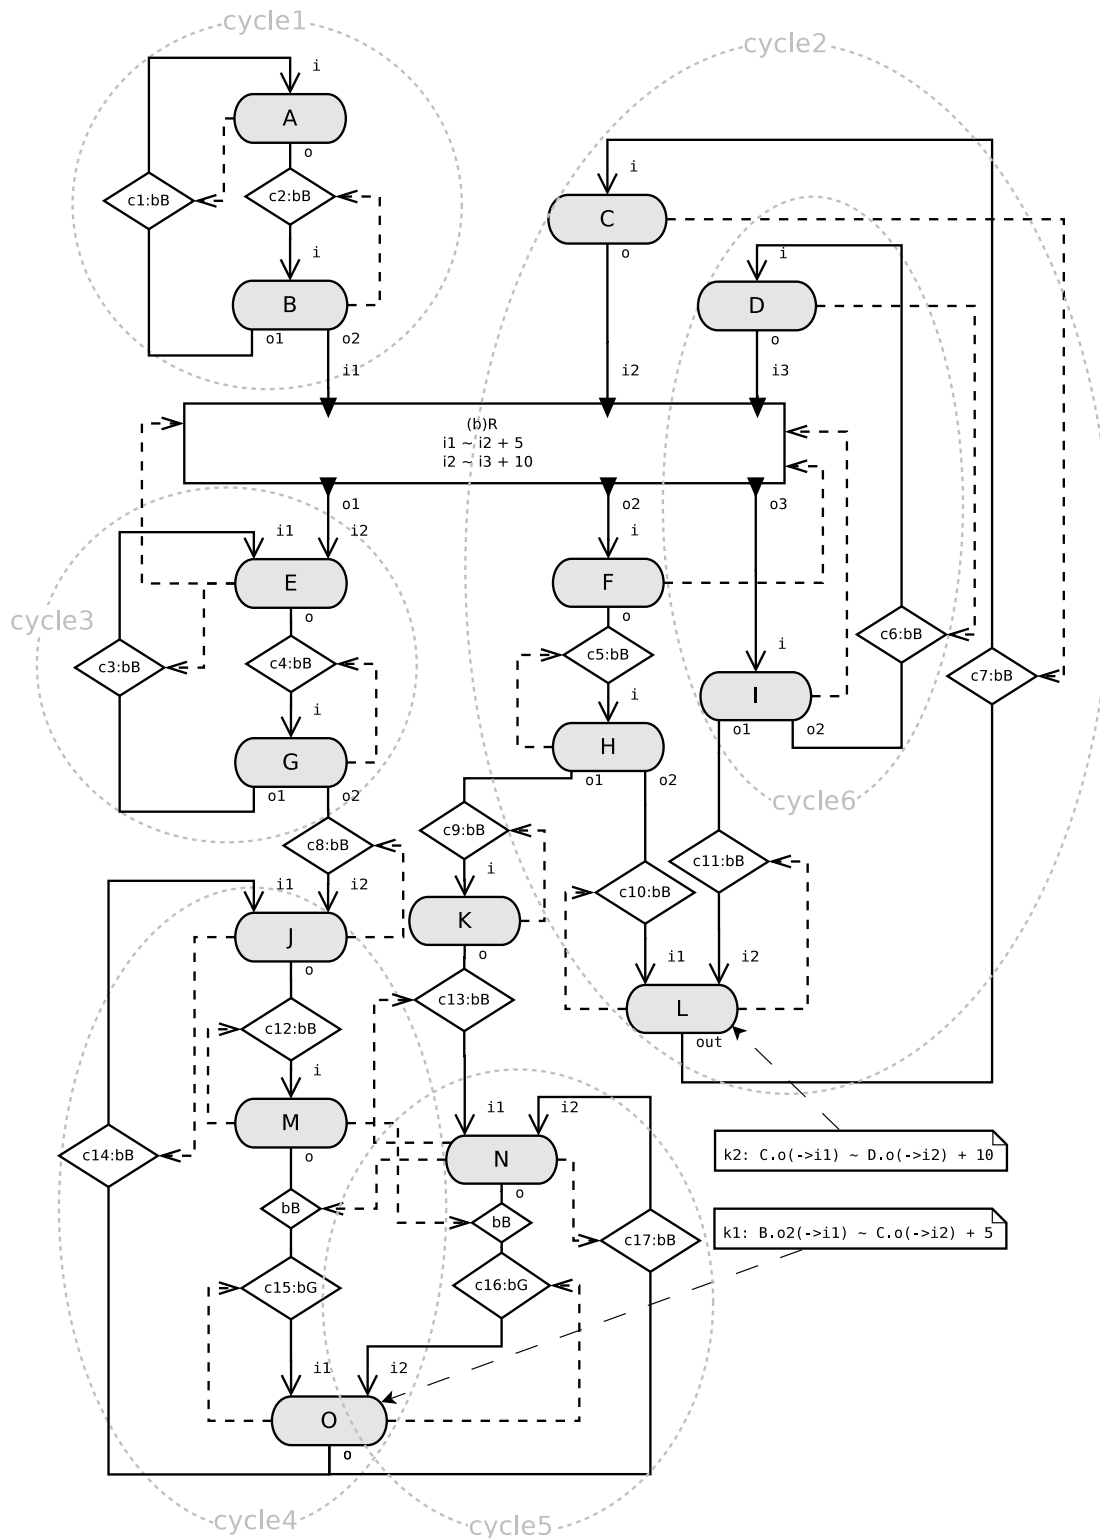 cycle1
cycle2
i
A
o
i
c1:bB
c2:bB
C
o
i
i
B
D
o1
o2
o
i1
i2
i3
(b)R
i1 ~ i2 + 5
i2 ~ i3 + 10
o1
o2
o3
i1
i2
i
E
F
o
o
cycle3
c6:bB
c3:bB
c4:bB
c5:bB
i
c7:bB
i
i
I
G
H
o1
o2
o1
o2
o1
o2
cycle6
c9:bB
c8:bB
c11:bB
i
i1
i2
c10:bB
K
J
o
i1
i2
o
c13:bB
L
c12:bB
out
i
i1
i2
M
k2: C.o(->i1) ~ D.o(->i2) + 10
c14:bB
o
N
o
bB
bB
k1: B.o2(->i1) ~ C.o(->i2) + 5
c17:bB
c15:bG
c16:bG
i1
i2
O
o
cycle4
cycle5